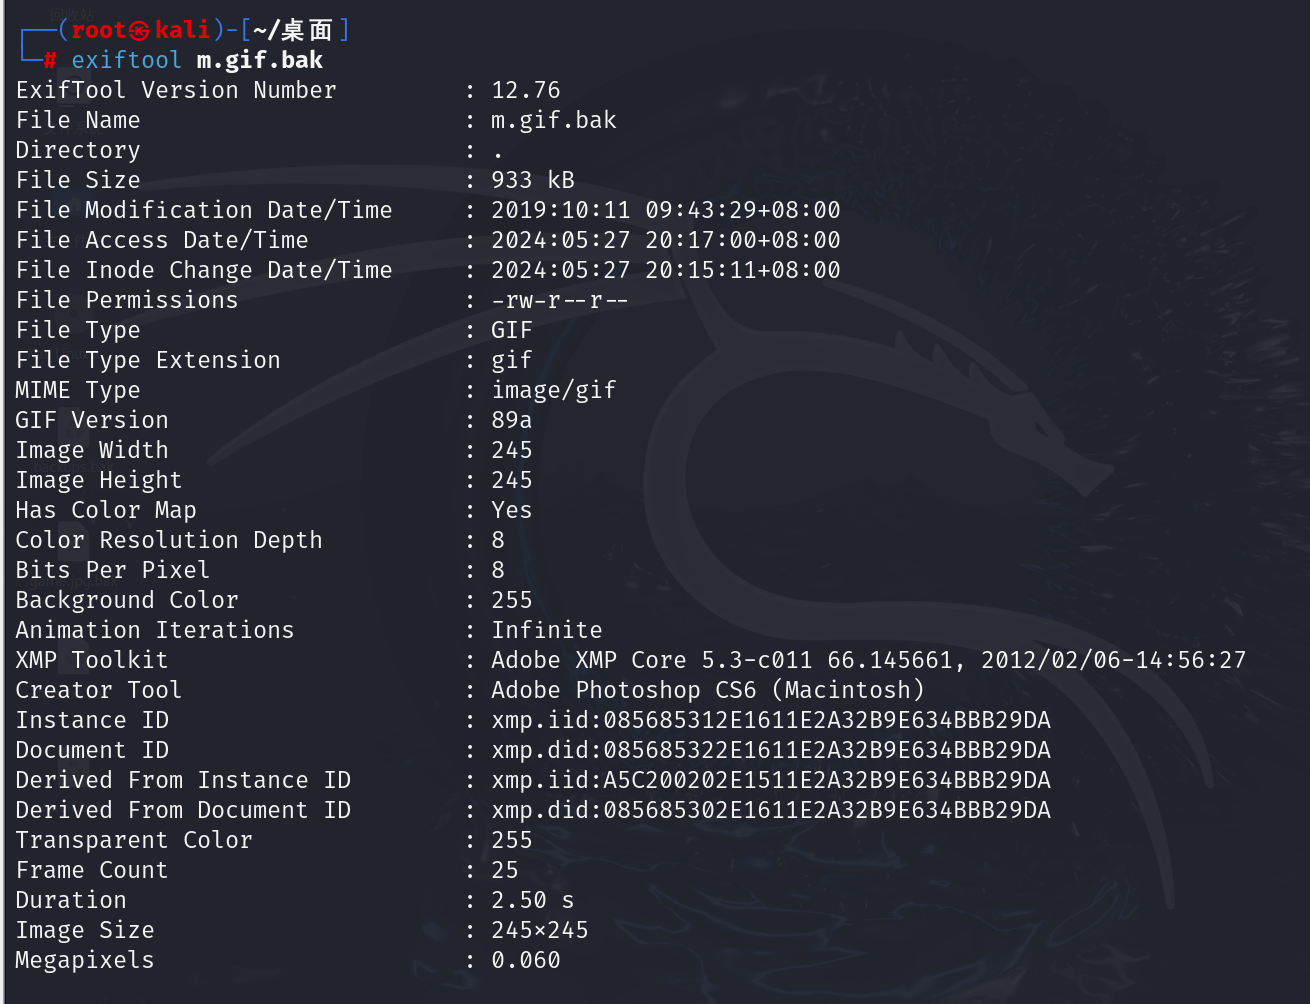 ┌──(root㉿kali)-[~/桌面]
└─# exiftool m.gif.bak
ExifTool Version Number : 12.76
File Name : m.gif.bak
Directory : .
File Size : 933 kB
File Modification Date/Time : 2019:10:11 09:43:29+08:00
File Access Date/Time : 2024:05:27 20:17:00+08:00
File Inode Change Date/Time : 2024:05:27 20:15:11+08:00
File Permissions : -rw-r--r--
File Type : GIF
File Type Extension : gif
MIME Type : image/gif
GIF Version : 89a
Image Width : 245
Image Height : 245
Has Color Map : Yes
Color Resolution Depth : 8
Bits Per Pixel : 8
Background Color : 255
Animation Iterations : Infinite
XMP Toolkit : Adobe XMP Core 5.3-c011 66.145661, 2012/02/06-14:56:27
Creator Tool : Adobe Photoshop CS6 (Macintosh)
Instance ID : xmp.iid:085685312E1611E2A32B9E634BBB29DA
Document ID : xmp.did:085685322E1611E2A32B9E634BBB29DA
Derived From Instance ID : xmp.iid:A5C200202E1511E2A32B9E634BBB29DA
Derived From Document ID : xmp.did:085685302E1611E2A32B9E634BBB29DA
Transparent Color : 255
Frame Count : 25
Duration : 2.50 s
Image Size : 245×245
Megapixels : 0.060